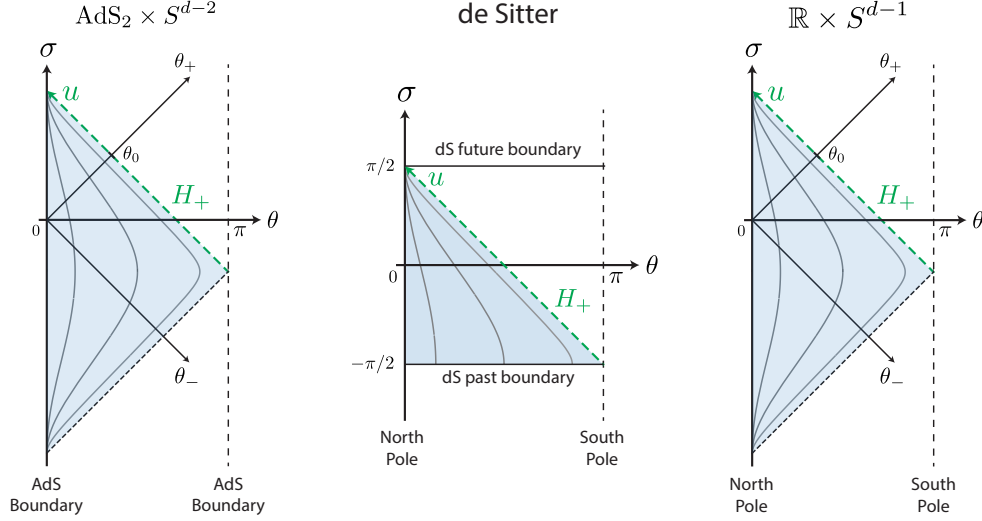 AdS₂ × S^{d−2}
σ
θ₊
u
θ₀
H₊
0
π
θ
θ₋
AdS
Boundary
AdS
Boundary
de Sitter
σ
dS future boundary
π/2
u
0
π
θ
H₊
−π/2
dS past boundary
North
Pole
South
Pole
ℝ × S^{d−1}
σ
θ₊
u
θ₀
H₊
0
π
θ
θ₋
North
Pole
South
Pole